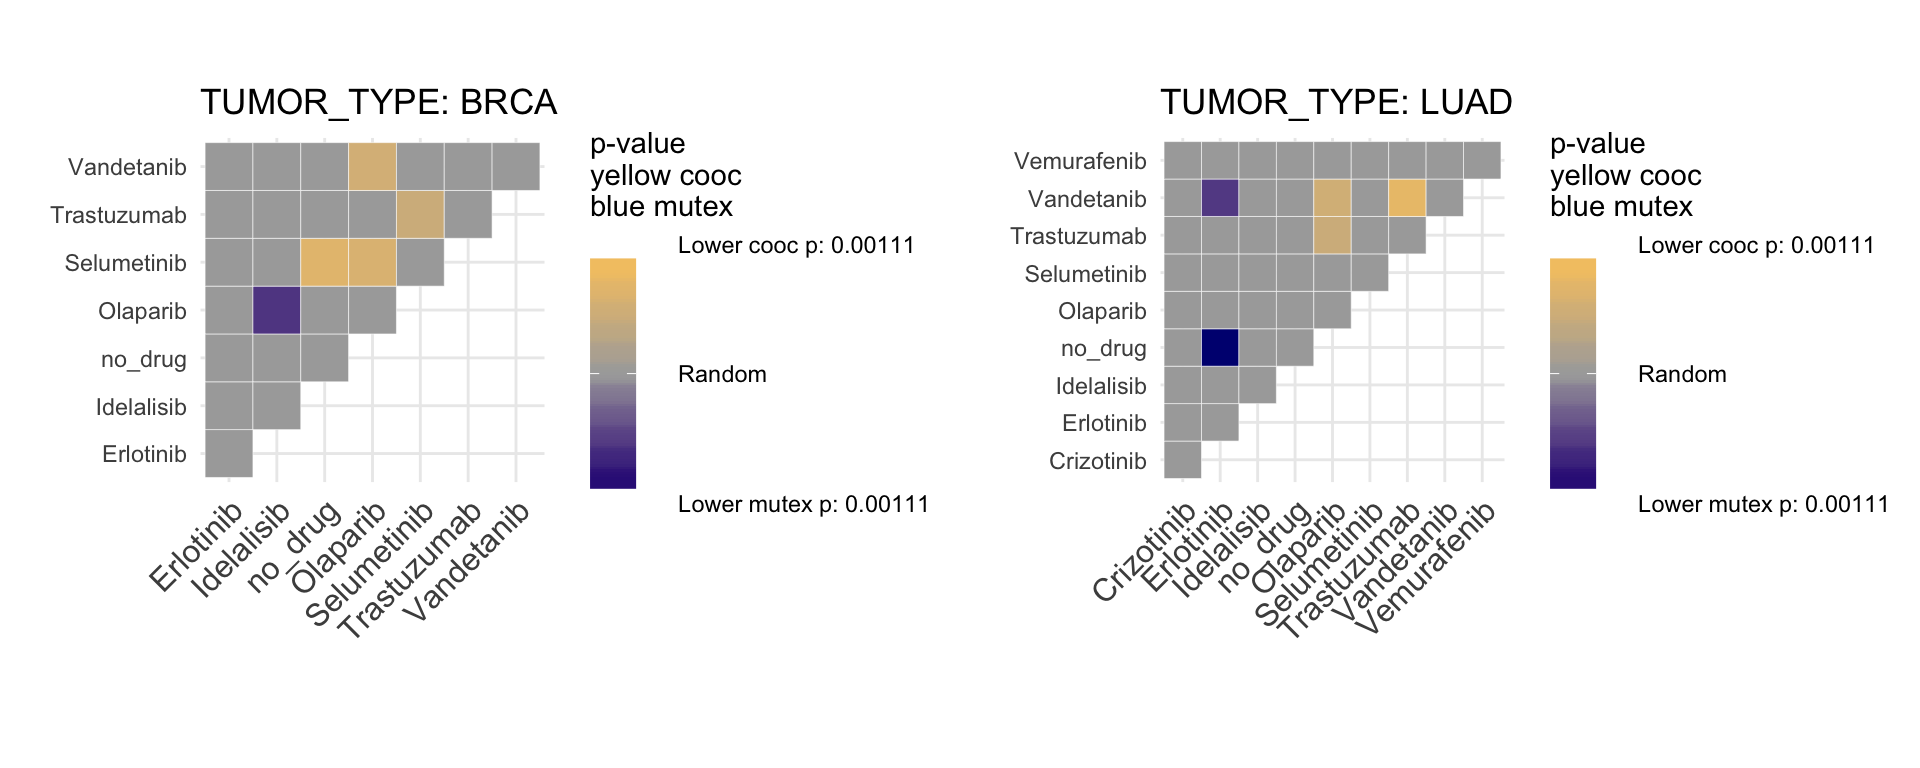 TUMOR_TYPE: BRCA
Vandetanib
Trastuzumab
Selumetinib
Olaparib
no_drug
Idelalisib
Erlotinib
Erlotinib
Idelalisib
no_drug
Olaparib
Selumetinib
Trastuzumab
Vandetanib
p-value
yellow cooc
blue mutex
Lower cooc p: 0.00111
Random
Lower mutex p: 0.00111
TUMOR_TYPE: LUAD
Vemurafenib
Vandetanib
Trastuzumab
Selumetinib
Olaparib
no_drug
Idelalisib
Erlotinib
Crizotinib
Crizotinib
Erlotinib
Idelalisib
no_drug
Olaparib
Selumetinib
Trastuzumab
Vandetanib
Vemurafenib
p-value
yellow cooc
blue mutex
Lower cooc p: 0.00111
Random
Lower mutex p: 0.00111